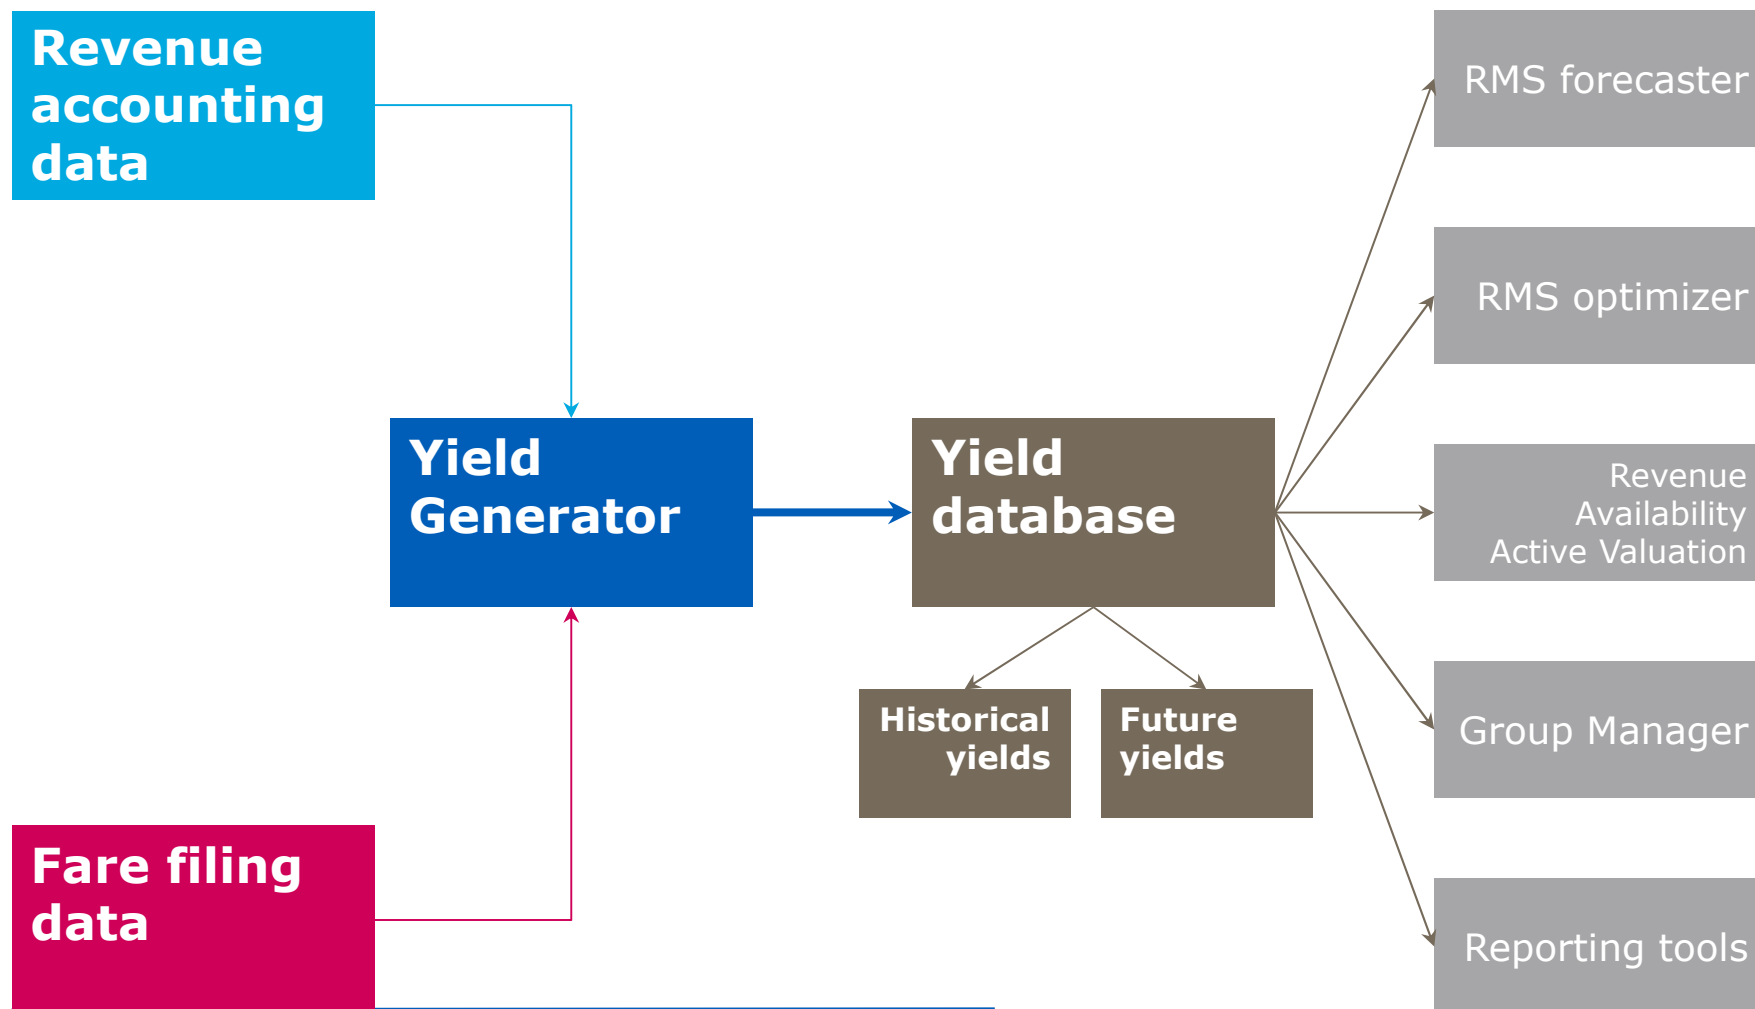 Revenue
accounting
data
RMS forecaster
RMS optimizer
Yield
Generator
Yield
database
Revenue
Availability
Active Valuation
Historical
yields
Future
yields
Group Manager
Fare filing
data
Reporting tools